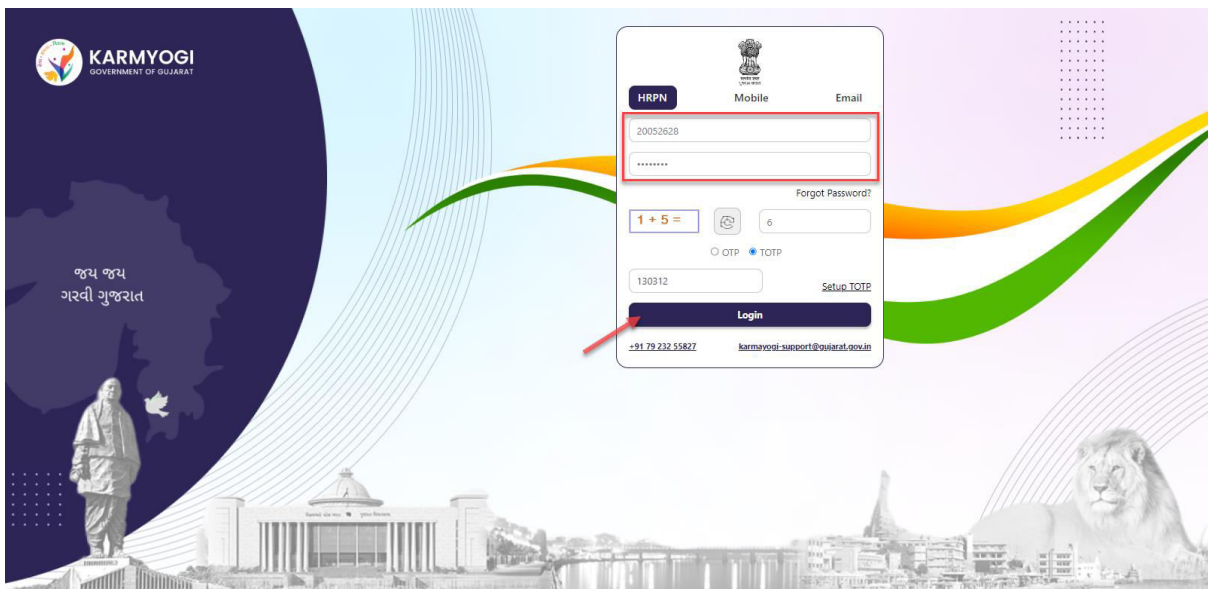 KARMYOGI
GOVERNMENT OF GUJARAT
જય જય
ગરવી ગુજરાત
HRPN Mobile Email
20052628
••••••••
Forgot Password?
1 + 5 = 6
OTP TOTP
130312 Setup TOTP
Login
+91 79 232 55827 karmayogi-support@gujarat.gov.in